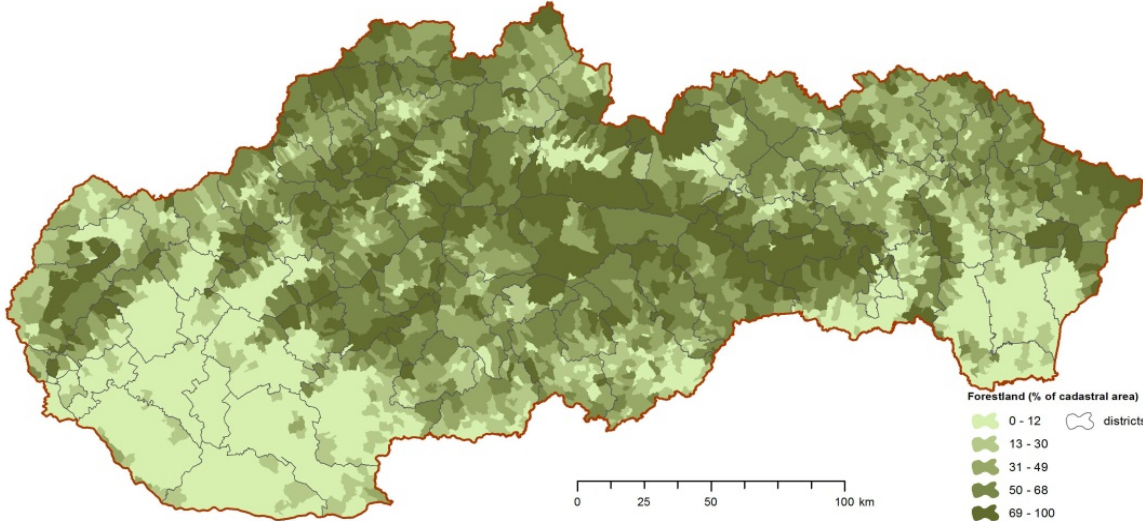 Forestland (% of cadastral area)
0 - 12
districts
13 - 30
31 - 49
50 - 68
69 - 100
0 50 100 km